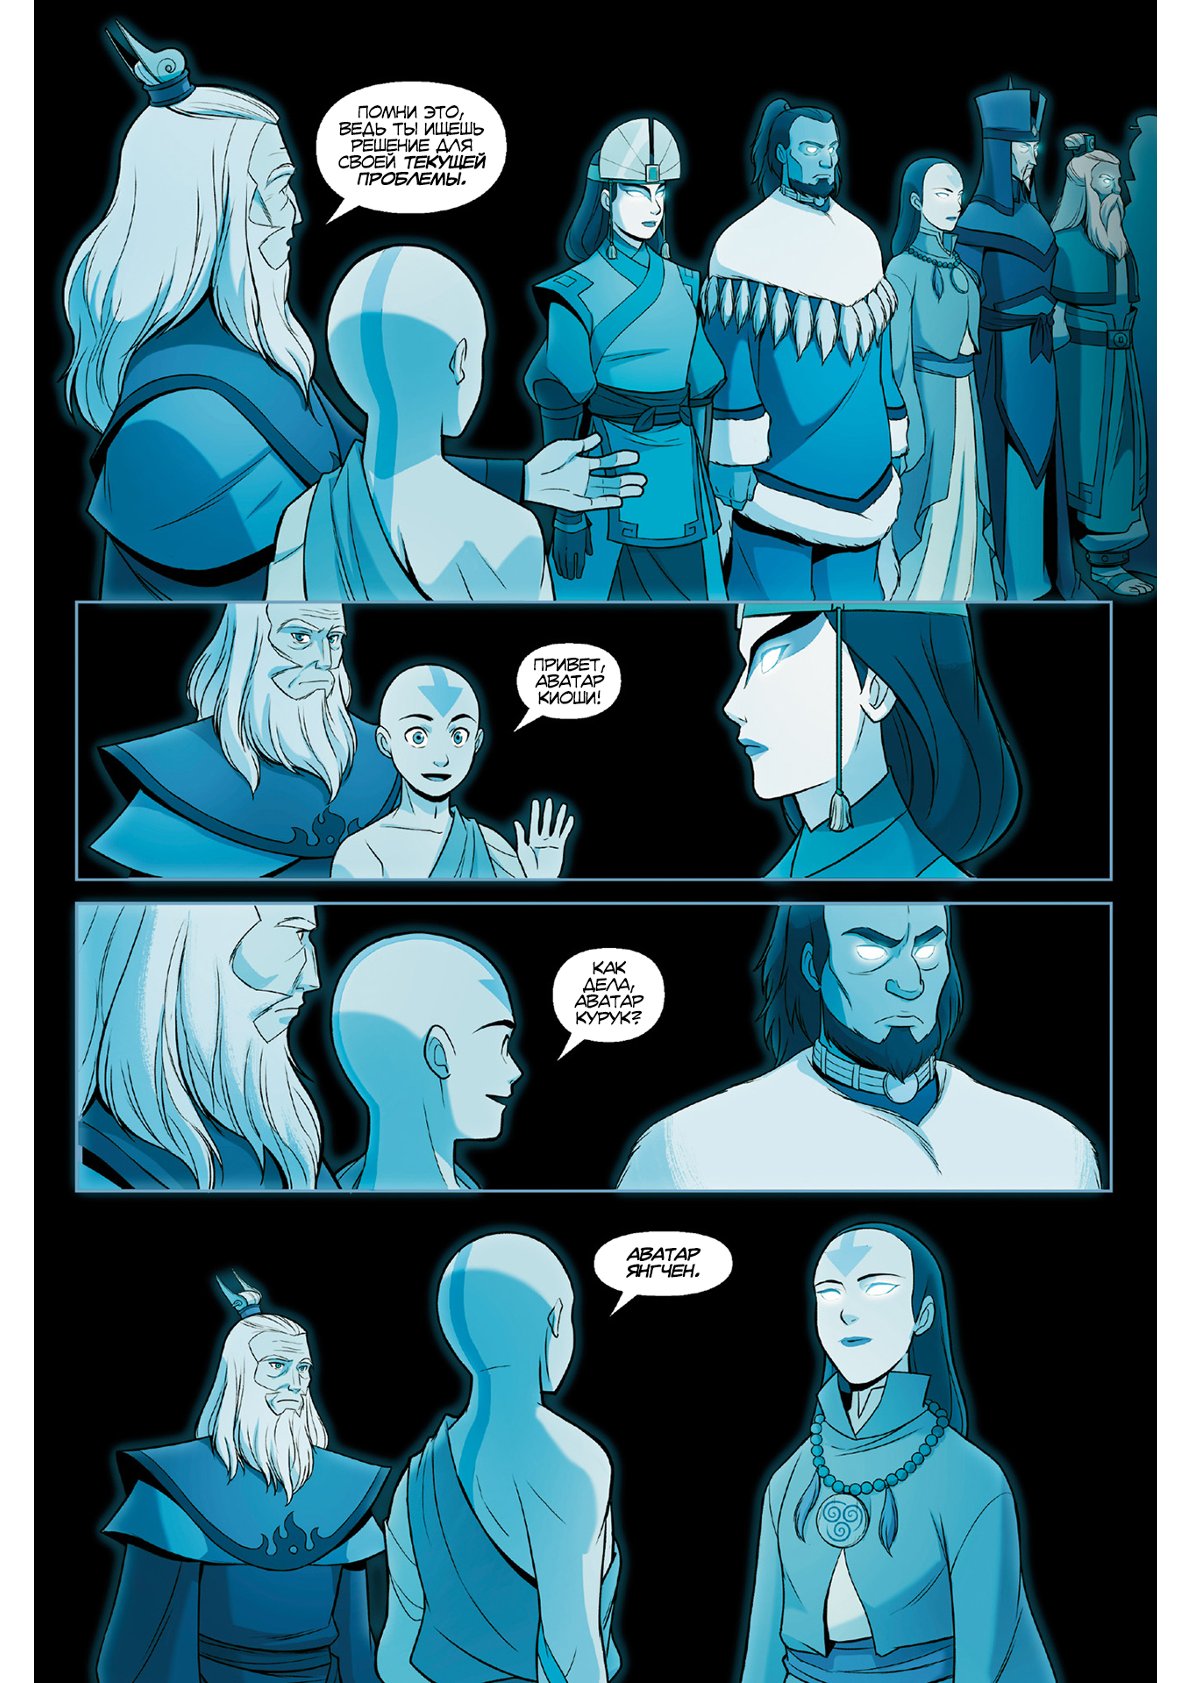 ПОМНИ ЭТО,
ВЕДЬ ТЫ ИЩЕШЬ
РЕШЕНИЕ ДЛЯ
СВОЕЙ ТЕКУЩЕЙ
ПРОБЛЕМЫ.
ПРИВЕТ,
АВАТАР
КИОШИ!
КАК
ДЕЛА,
АВАТАР
КУРУК?
АВАТАР
ЯНГЧЕН.